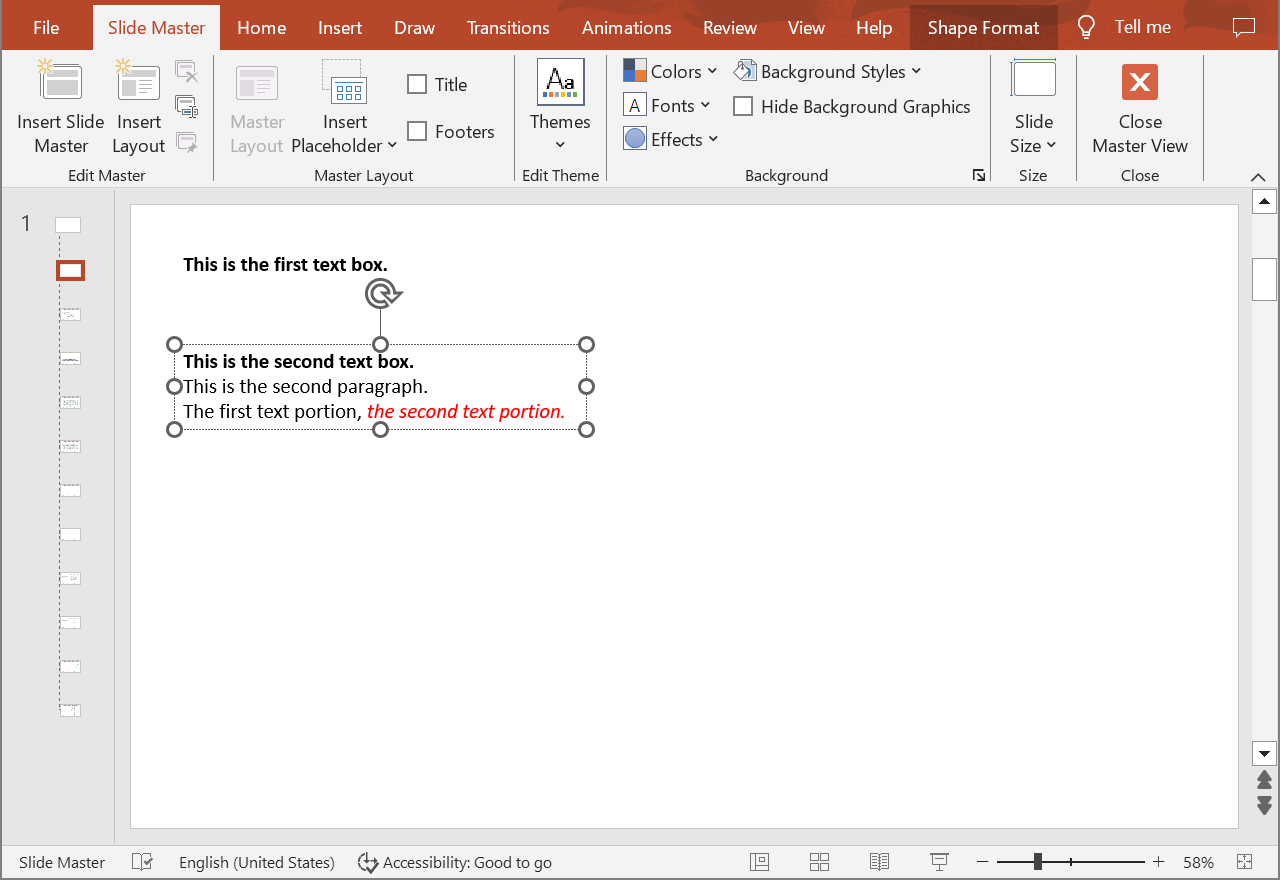 File Slide Master Home Insert Draw Transitions Animations Review View Help Shape Format Tell me
Insert Slide Master
Insert Layout
Edit Master
Master Layout
Insert Placeholder
Title
Footers
Master Layout
Aa
Themes
Edit Theme
Colors
A Fonts
Effects
Background Styles
Hide Background Graphics
Background
Slide Size
Size
Close Master View
Close
1
This is the first text box.
This is the second text box.
This is the second paragraph.
The first text portion, the second text portion.
Slide Master English (United States) Accessibility: Good to go 58%